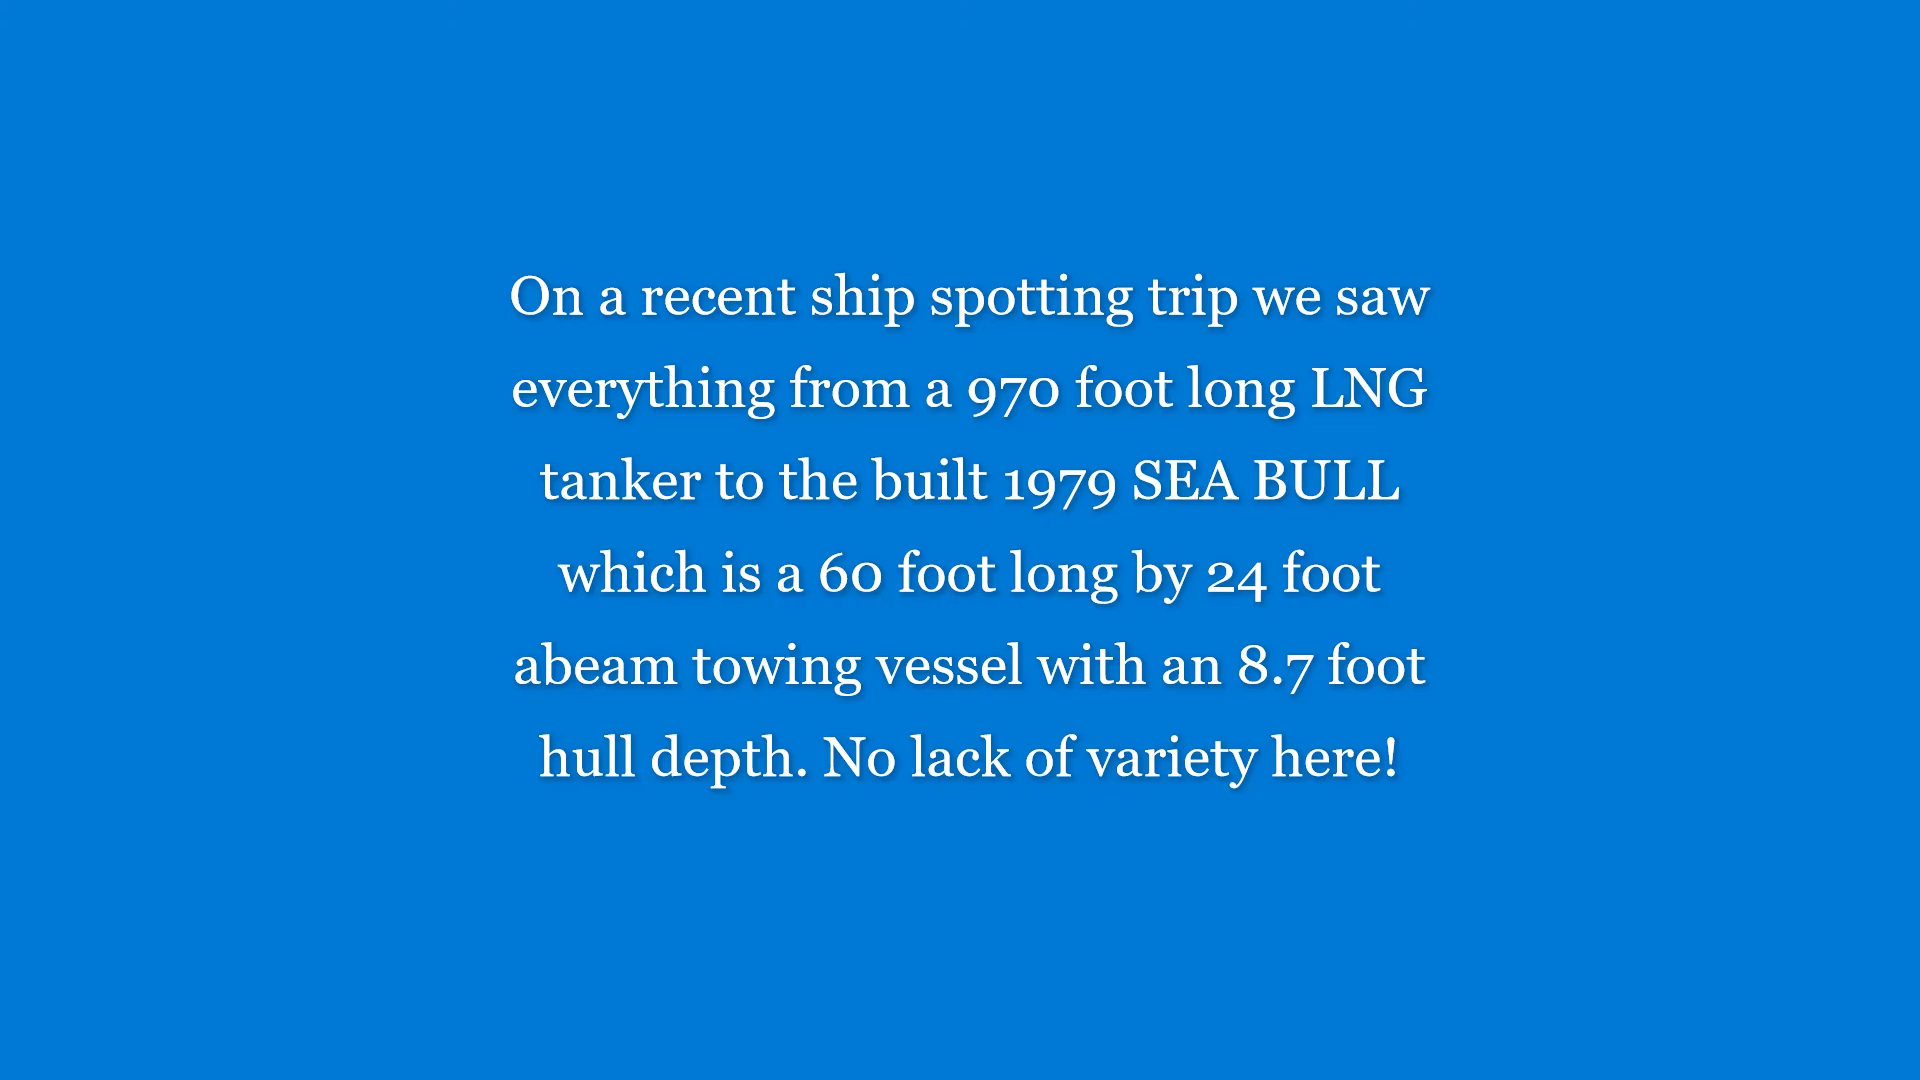 On a recent ship spotting trip we saw
everything from a 970 foot long LNG
tanker to the built 1979 SEA BULL
which is a 60 foot long by 24 foot
abeam towing vessel with an 8.7 foot
hull depth. No lack of variety here!